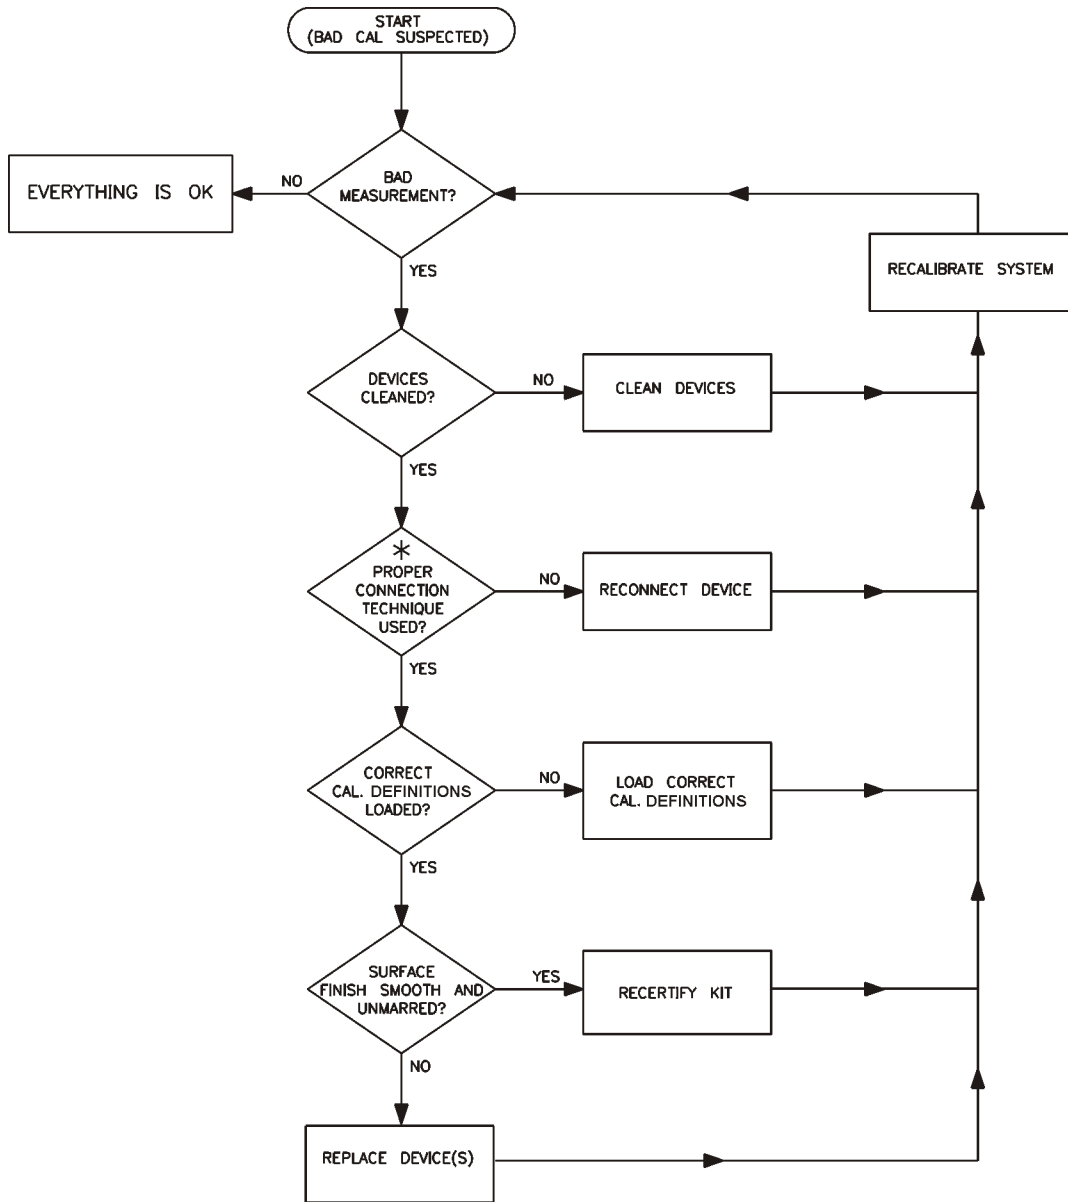 START
(BAD CAL SUSPECTED)
BAD
MEASUREMENT?
NO
EVERYTHING IS OK
RECALIBRATE SYSTEM
YES
DEVICES
CLEANED?
NO
CLEAN DEVICES
YES
*
PROPER
CONNECTION
TECHNIQUE
USED?
NO
RECONNECT DEVICE
YES
CORRECT
CAL. DEFINITIONS
LOADED?
NO
LOAD CORRECT
CAL. DEFINITIONS
YES
SURFACE
FINISH SMOOTH AND
UNMARRED?
YES
RECERTIFY KIT
NO
REPLACE DEVICE(S)